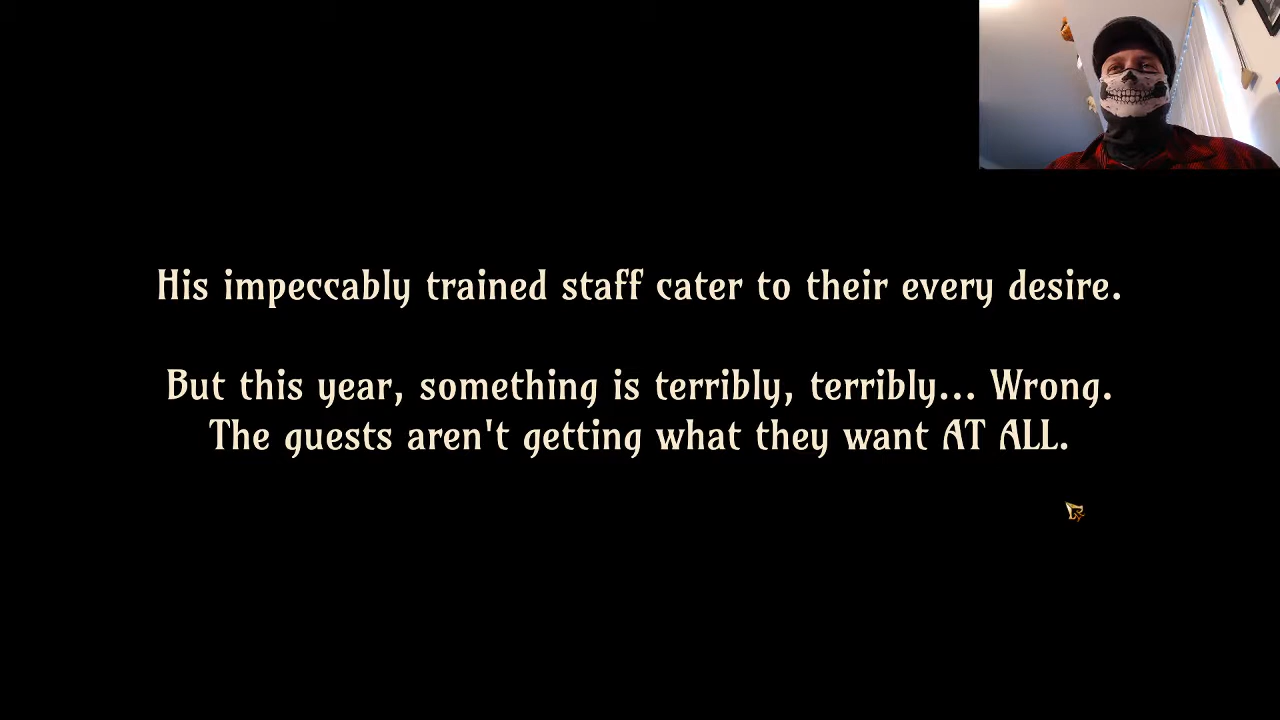 His impeccably trained staff cater to their every desire.
But this year, something is terribly, terribly... Wrong.
The guests aren't getting what they want AT ALL.